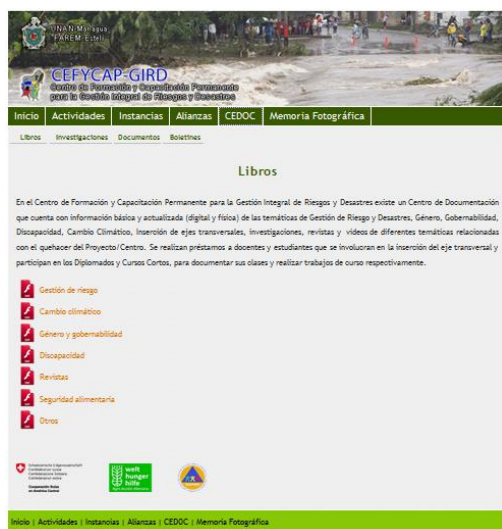 UNAN-Managua
FAREM-Estelí
CEFYCAP-GIRD
Centro de Formación y Capacitación Permanente
para la Gestión Integral de Riesgos y Desastres
Inicio Actividades Instancias Alianzas CEDOC Memoria Fotográfica
Libros Investigaciones Documentos Boletines
Libros
En el Centro de Formación y Capacitación Permanente para la Gestión Integral de Riesgos y Desastres existe un Centro de Documentación
que cuenta con información básica y actualizada (digital y física) de las temáticas de Gestión de Riesgo y Desastres, Género, Gobernabilidad,
Discapacidad, Cambio Climático, Inserción de ejes transversales, investigaciones, revistas y videos de diferentes temáticas relacionadas
con el quehacer del Proyecto/Centro. Se realizan préstamos a docentes y estudiantes que se involucran en la inserción del eje transversal y
participan en los Diplomados y Cursos Cortos, para documentar sus clases y realizar trabajos de curso respectivamente.
Gestión de riesgo
Cambio climático
Género y gobernabilidad
Discapacidad
Revistas
Seguridad alimentaria
Otros
welt
hunger
hilfe
Inicio | Actividades | Instancias | Alianzas | CEDOC | Memoria Fotográfica